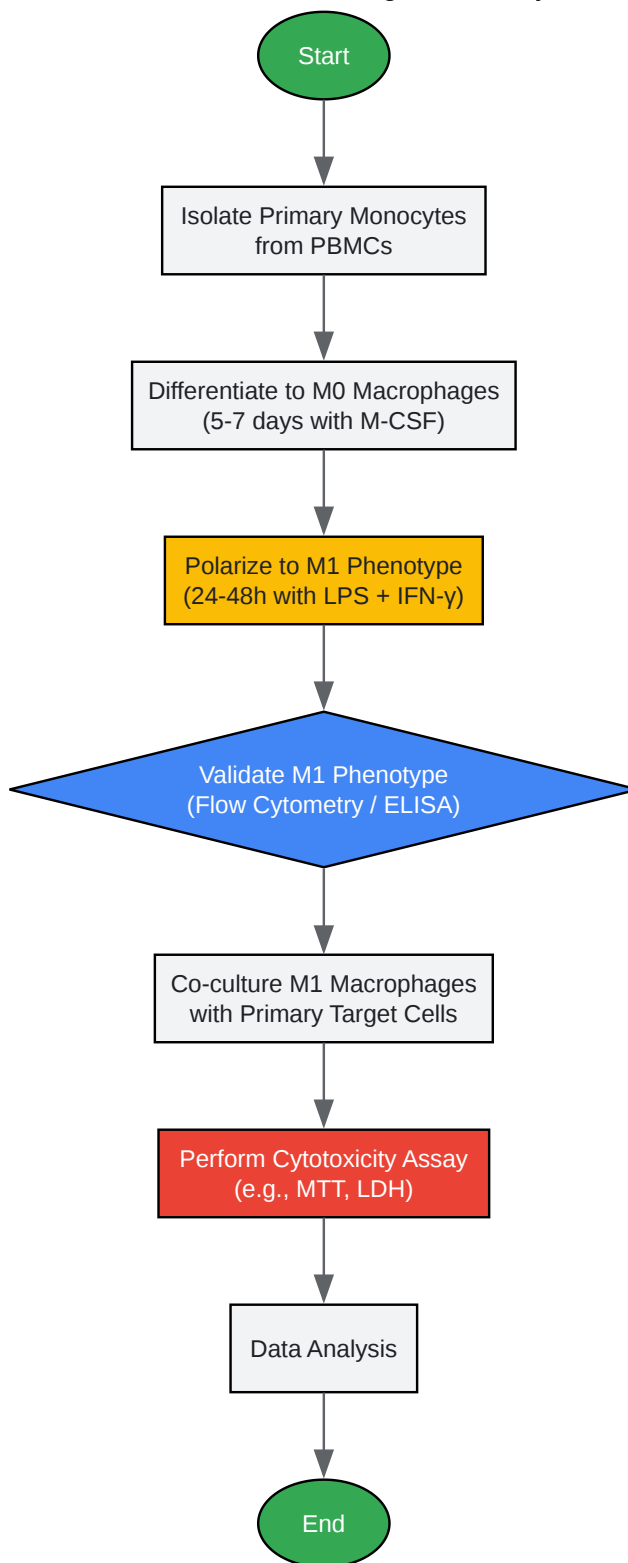 Start
Isolate Primary Monocytes
from PBMCs
Differentiate to M0 Macrophages
(5-7 days with M-CSF)
Polarize to M1 Phenotype
(24-48h with LPS + IFN-γ)
Validate M1 Phenotype
(Flow Cytometry / ELISA)
Co-culture M1 Macrophages
with Primary Target Cells
Perform Cytotoxicity Assay
(e.g., MTT, LDH)
Data Analysis
End